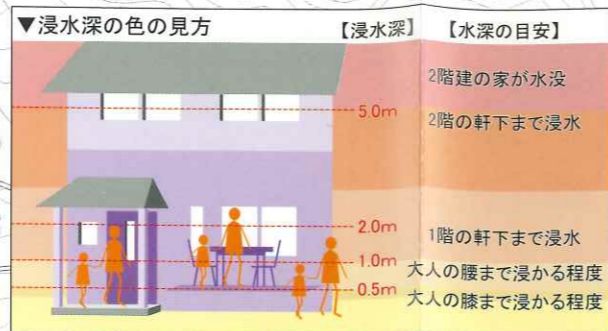 ▼浸水深の色の見方
【浸水深】
【水深の目安】
2階建の家が水没
5.0m
2階の軒下まで浸水
2.0m
1階の軒下まで浸水
1.0m
大人の腰まで浸かる程度
0.5m
大人の膝まで浸かる程度